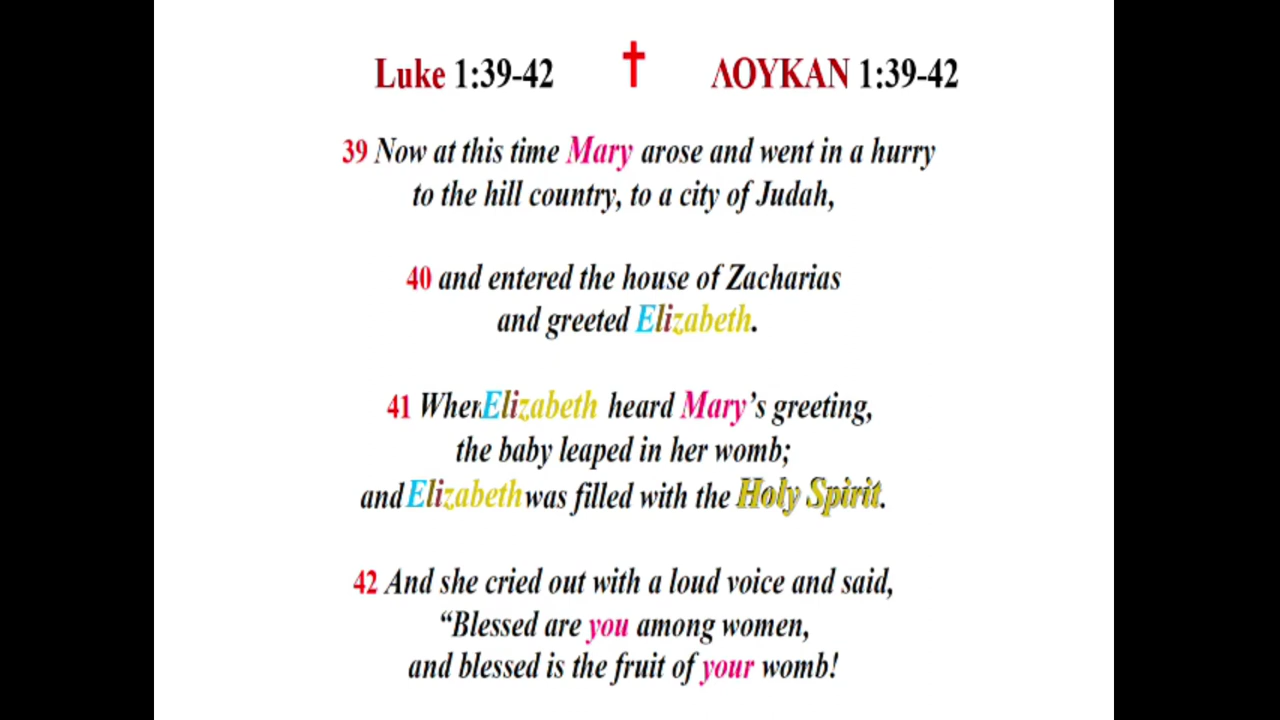 Luke 1:39-42 ΛΟΥΚΑΝ 1:39-42
39 Now at this time Mary arose and went in a hurry
to the hill country, to a city of Judah,
40 and entered the house of Zacharias
and greeted Elizabeth.
41 When Elizabeth heard Mary’s greeting,
the baby leaped in her womb;
and Elizabeth was filled with the Holy Spirit.
42 And she cried out with a loud voice and said,
“Blessed are you among women,
and blessed is the fruit of your womb!